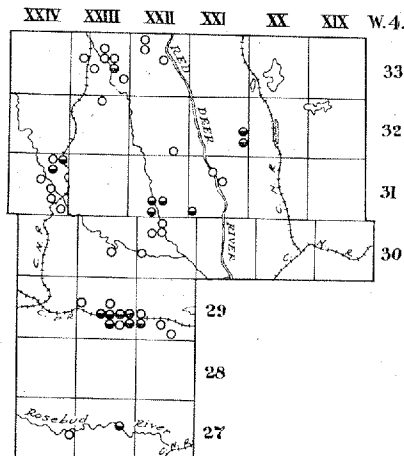 XXIV XXIII XXII XXI XX XIX W.4.
33
32
31
30
29
28
27
RED DEER RIVER
C. N. R.
C. N. R.
C. N. R.
C. P. R.
Rosebud River
C. N. R.